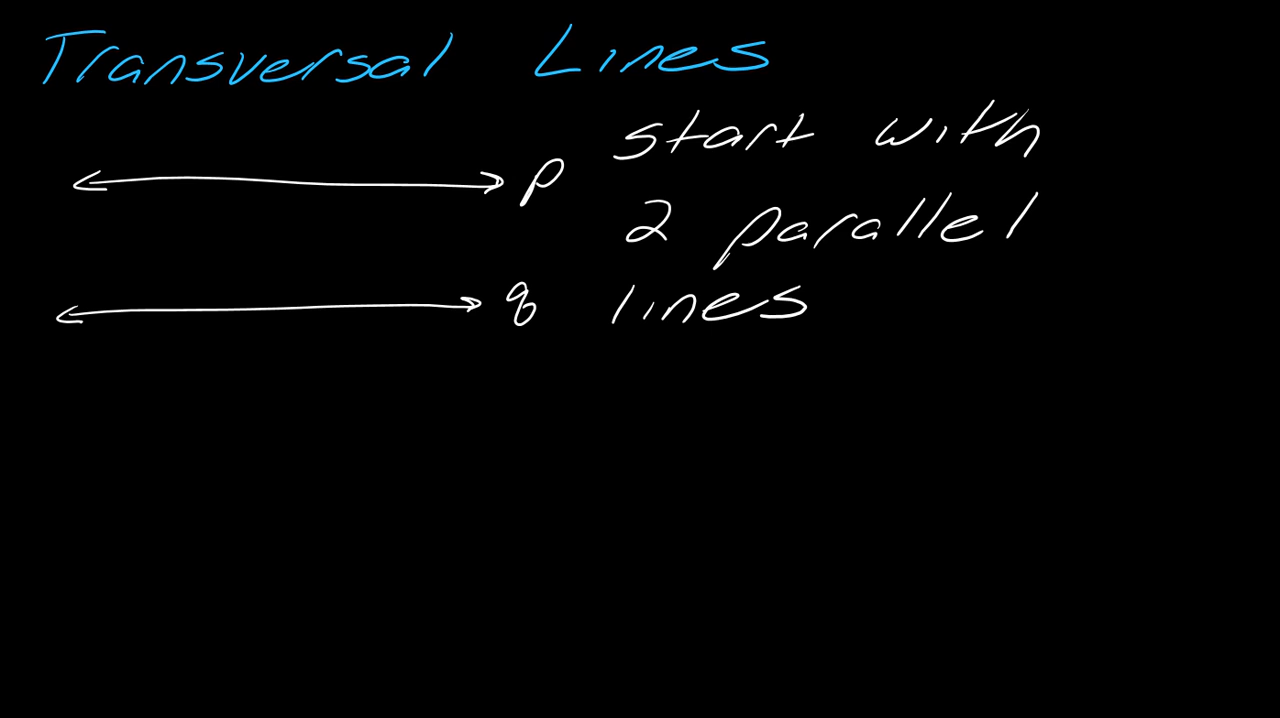 Transversal Lines
start with
p
2 parallel
q lines